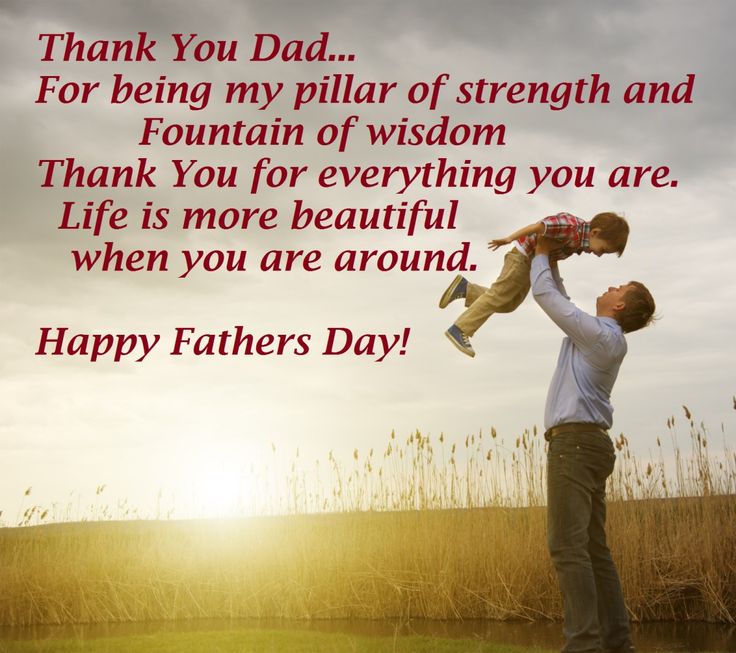 Thank You Dad...
For being my pillar of strength and
Fountain of wisdom
Thank You for everything you are.
Life is more beautiful
when you are around.
Happy Fathers Day!